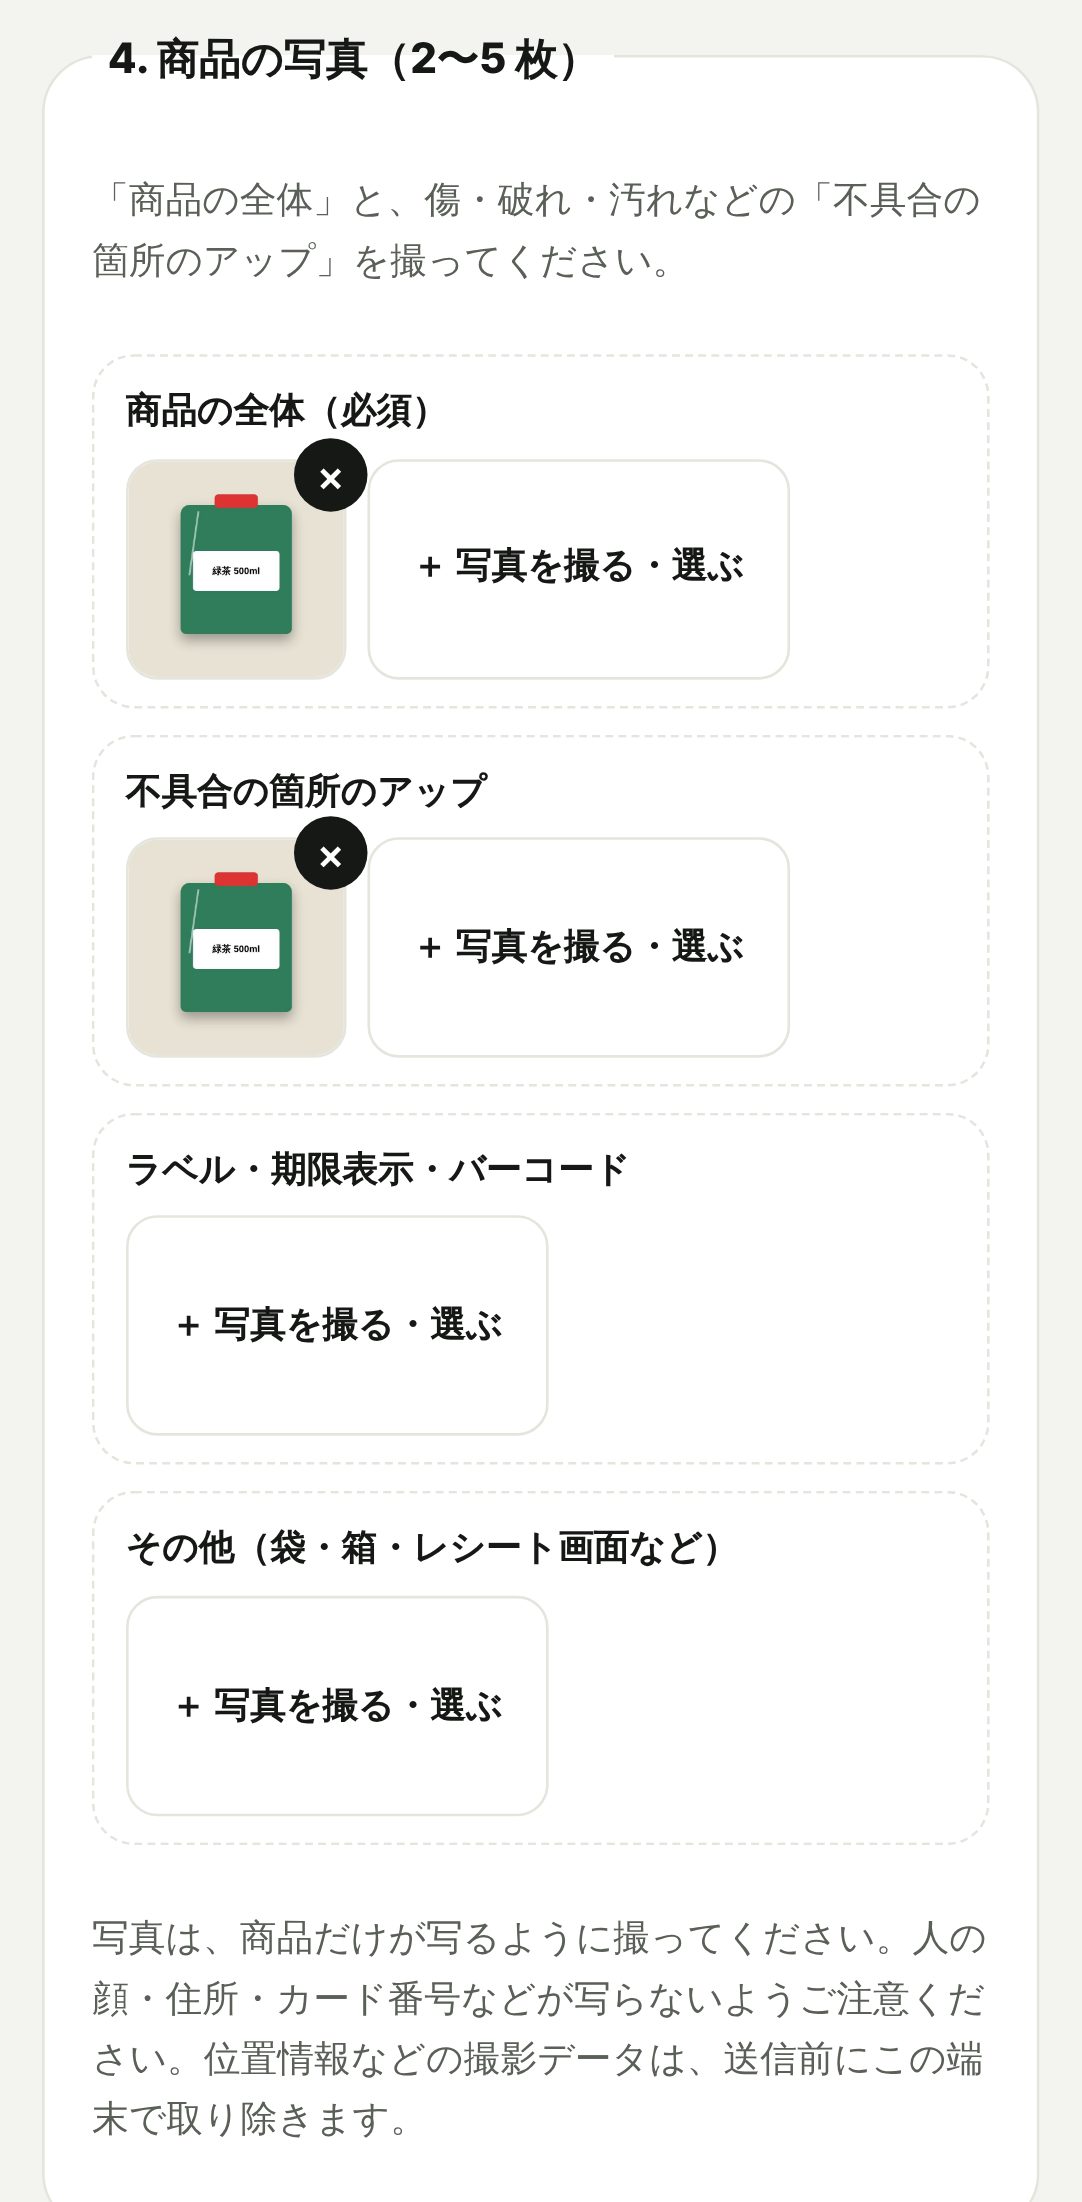 4. 商品の写真（2〜5 枚）
「商品の全体」と、傷・破れ・汚れなどの「不具合の
箇所のアップ」を撮ってください。
商品の全体（必須）
×
緑茶 500ml
＋ 写真を撮る・選ぶ
不具合の箇所のアップ
×
緑茶 500ml
＋ 写真を撮る・選ぶ
ラベル・期限表示・バーコード
＋ 写真を撮る・選ぶ
その他（袋・箱・レシート画面など）
＋ 写真を撮る・選ぶ
写真は、商品だけが写るように撮ってください。人の
顔・住所・カード番号などが写らないようご注意くだ
さい。位置情報などの撮影データは、送信前にこの端
末で取り除きます。